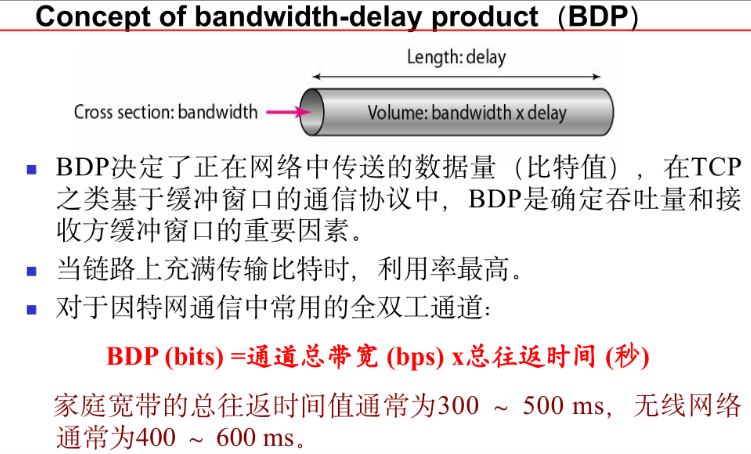 Concept of bandwidth-delay product（BDP）
Length: delay
Cross section: bandwidth
Volume: bandwidth x delay
BDP决定了正在网络中传送的数据量（比特值），在TCP
之类基于缓冲窗口的通信协议中，BDP是确定吞吐量和接
收方缓冲窗口的重要因素。
当链路上充满传输比特时，利用率最高。
对于因特网通信中常用的全双工通道：
BDP (bits) =通道总带宽 (bps) x总往返时间 (秒)
家庭宽带的总往返时间值通常为300 ~ 500 ms，无线网络
通常为400 ~ 600 ms。